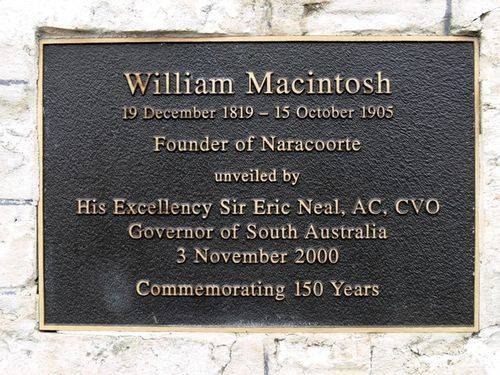 William Macintosh
19 December 1819 – 15 October 1905
Founder of Naracoorte
unveiled by
His Excellency Sir Eric Neal, AC, CVO
Governor of South Australia
3 November 2000
Commemorating 150 Years